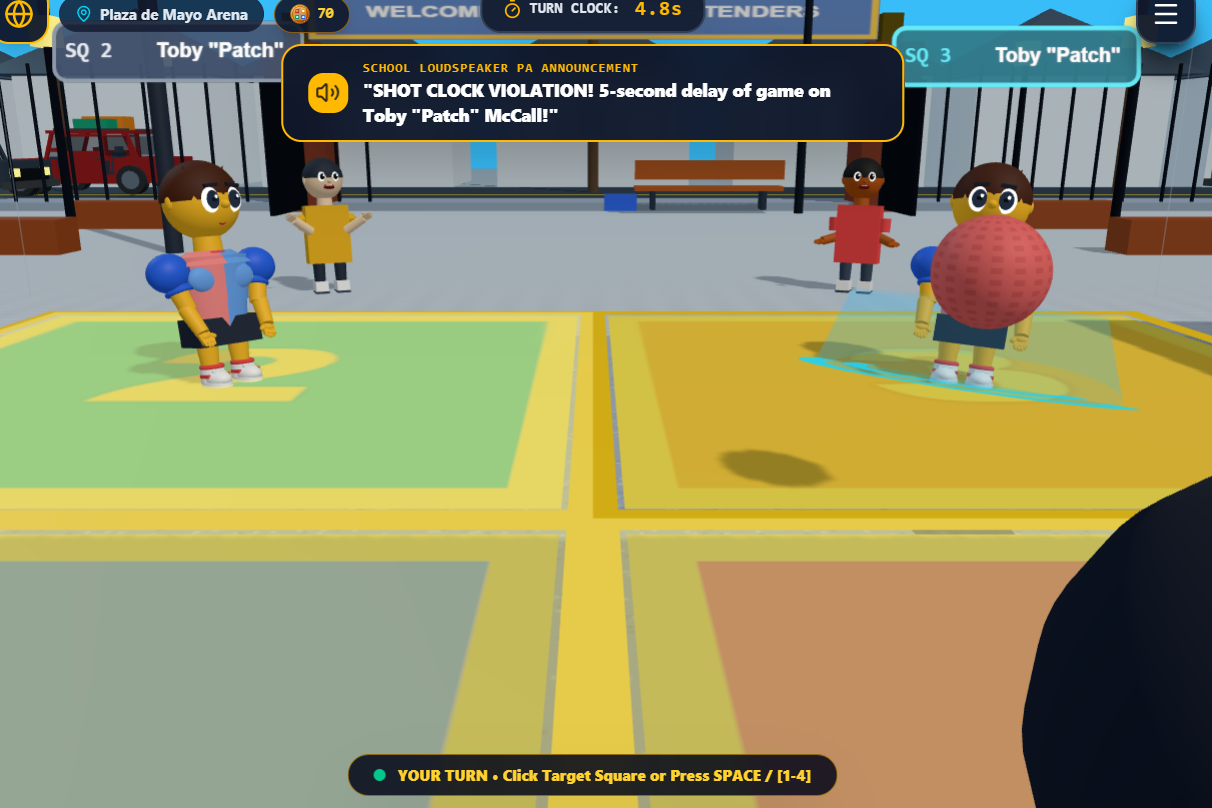 Plaza de Mayo Arena
70
WELCOM
TURN CLOCK: 4.8s
TENDERS
SQ 2 Toby "Patch"
SQ 3 Toby "Patch"
SCHOOL LOUDSPEAKER PA ANNOUNCEMENT
"SHOT CLOCK VIOLATION! 5-second delay of game on
Toby "Patch" McCall!"
2
YOUR TURN • Click Target Square or Press SPACE / [1-4]